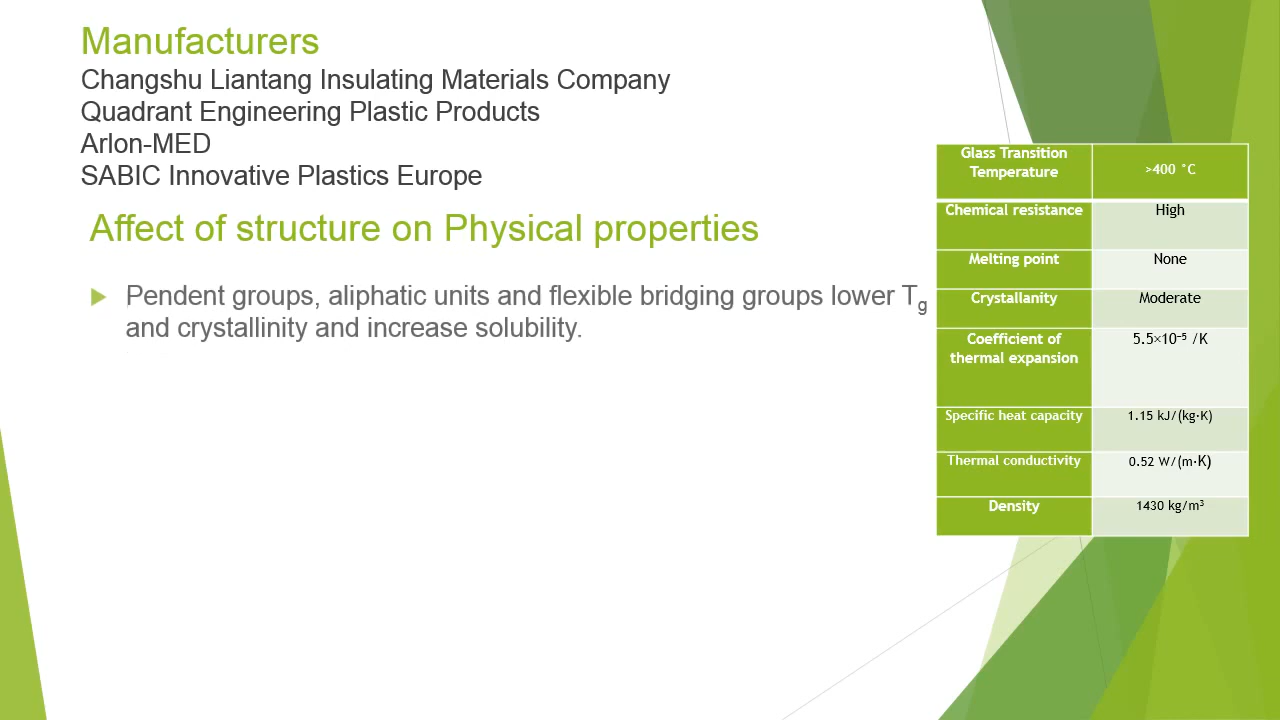 Manufacturers
Changshu Liantang Insulating Materials Company
Quadrant Engineering Plastic Products
Arlon-MED
SABIC Innovative Plastics Europe
Affect of structure on Physical properties
Pendent groups, aliphatic units and flexible bridging groups lower Tg
and crystallinity and increase solubility.
Glass Transition
Temperature
>400 ˚C
Chemical resistance
High
Melting point
None
Crystallanity
Moderate
Coefficient of
thermal expansion
5.5×10⁻⁵ /K
Specific heat capacity
1.15 kJ/(kg·K)
Thermal conductivity
0.52 W/(m·K)
Density
1430 kg/m³